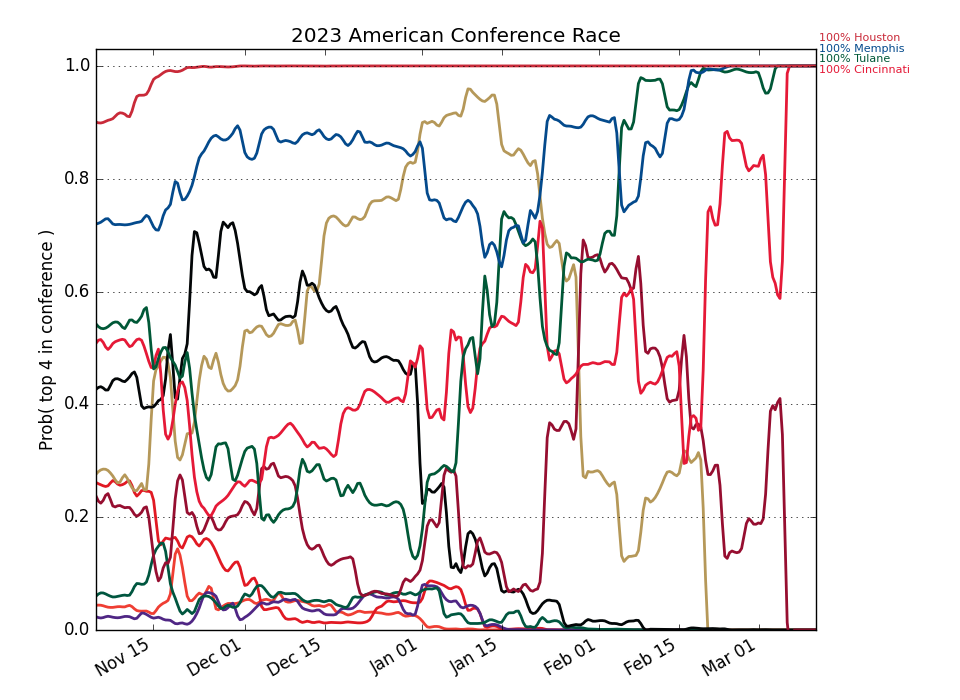 2023 American Conference Race
100% Houston
100% Memphis
100% Tulane
100% Cincinnati
Prob( top 4 in conference )
1.0
0.8
0.6
0.4
0.2
0.0
Nov 15
Dec 01
Dec 15
Jan 01
Jan 15
Feb 01
Feb 15
Mar 01